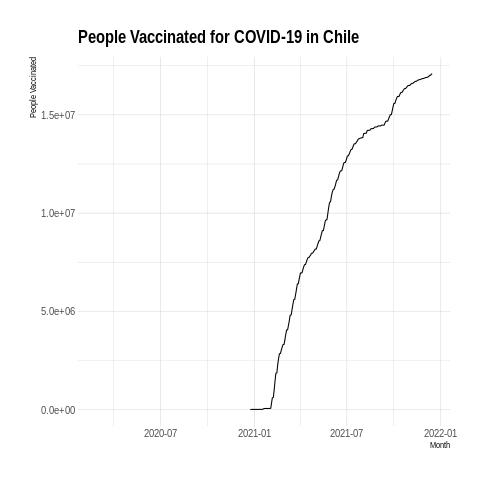 People Vaccinated for COVID-19 in Chile
People Vaccinated
1.5e+07
1.0e+07
5.0e+06
0.0e+00
2020-07
2021-01
2021-07
2022-01
Month